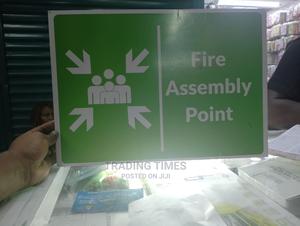 Fire
Assembly
Point
TRADING TIMES
POSTED ON JIJI